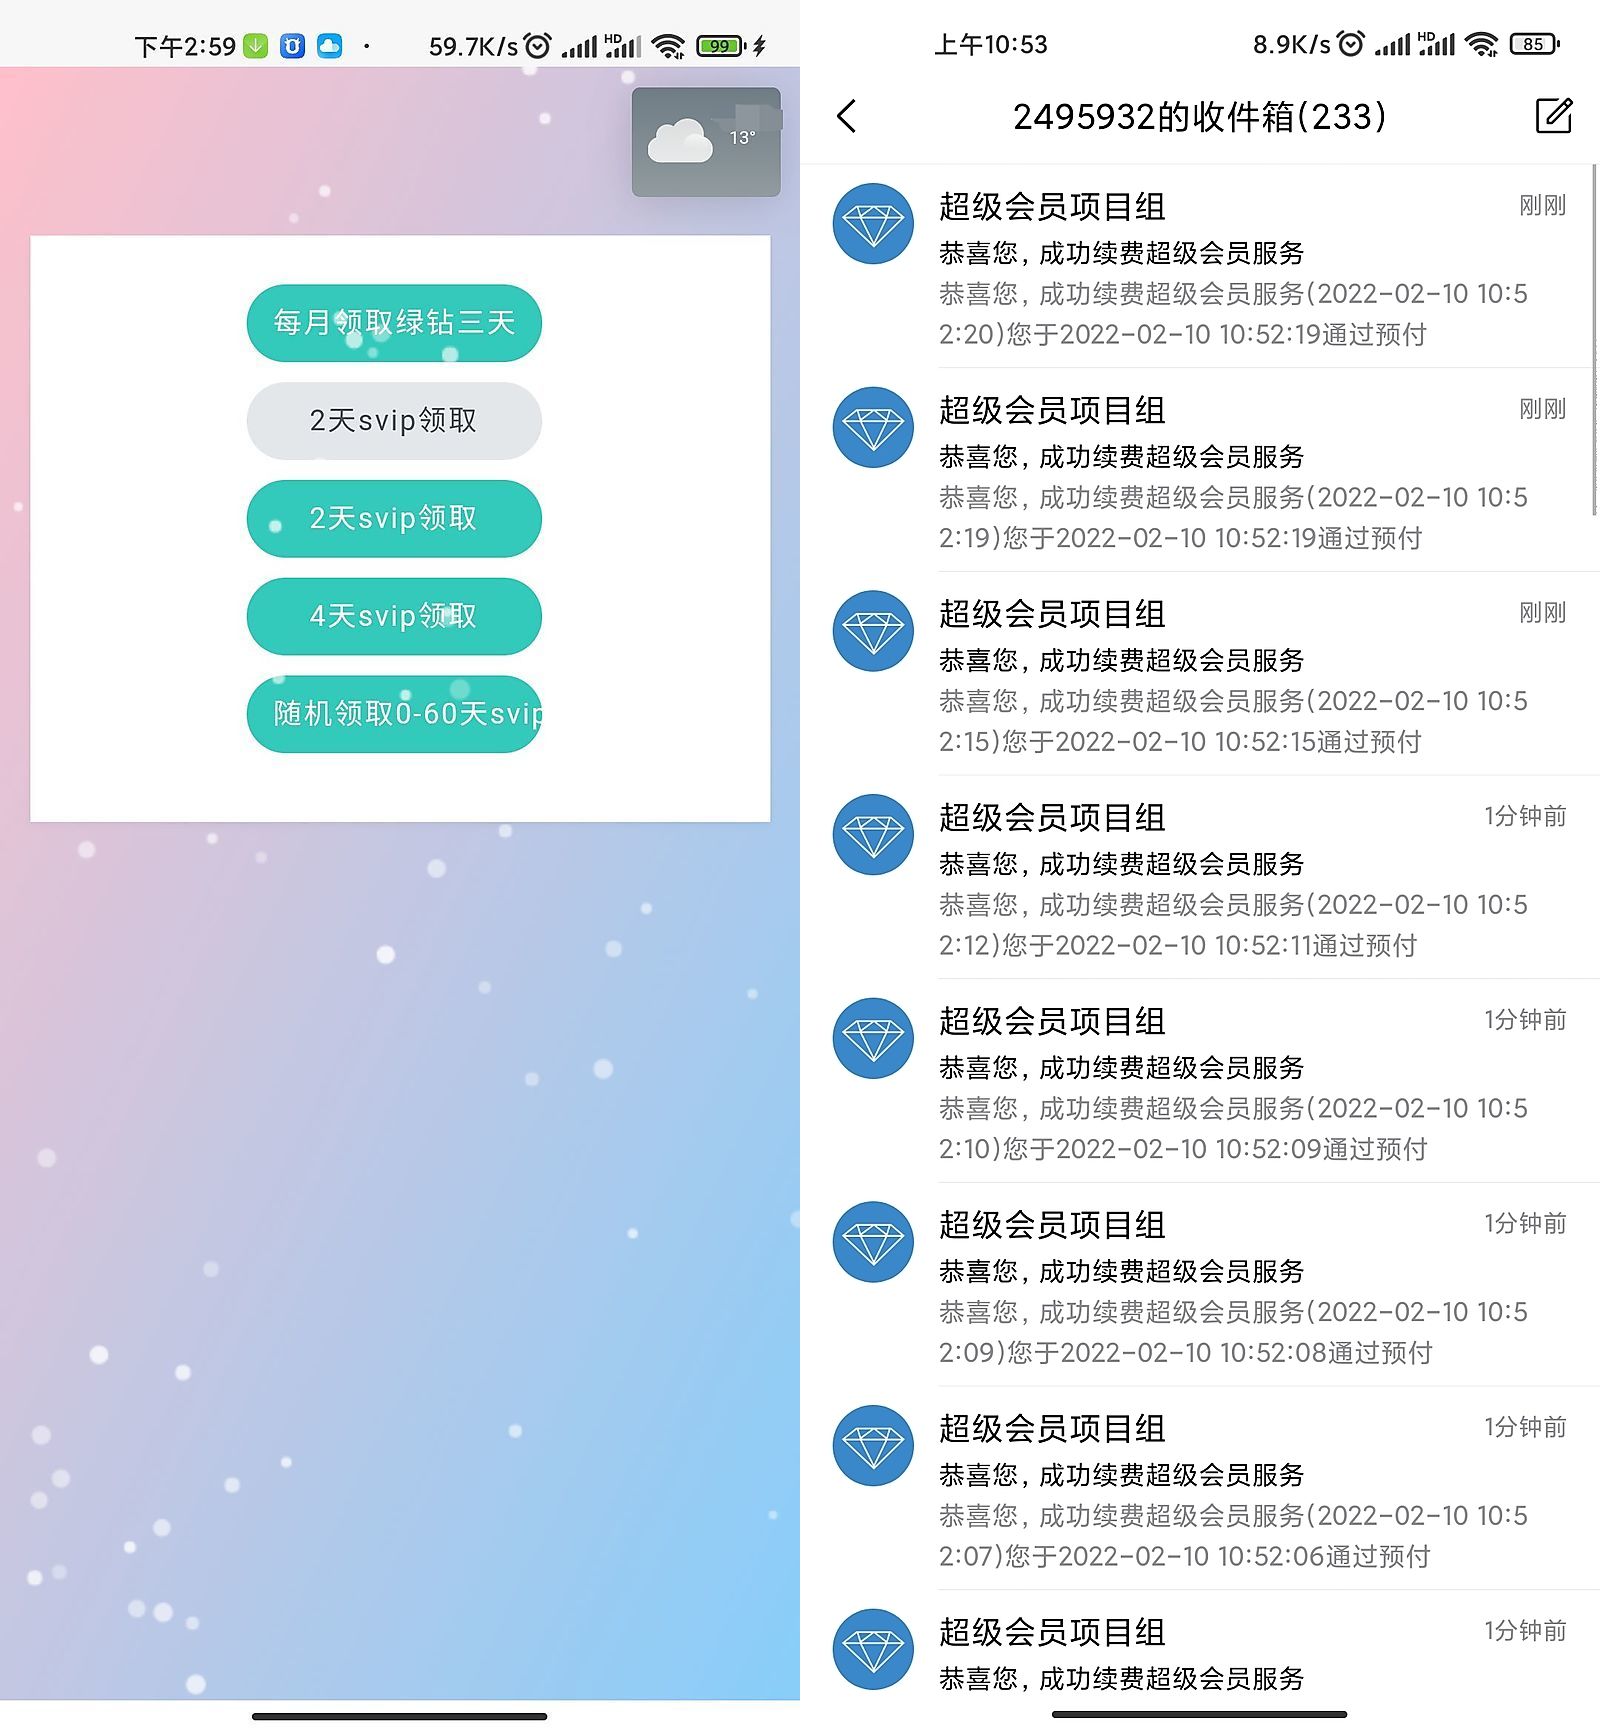 下午2:59
59.7K/s
HD
99
13°
每月领取绿钻三天
2天svip领取
2天svip领取
4天svip领取
随机领取0-60天svip
上午10:53
8.9K/s
HD
85
2495932的收件箱(233)
超级会员项目组
刚刚
恭喜您,成功续费超级会员服务
恭喜您,成功续费超级会员服务(2022-02-10 10:5
2:20)您于2022-02-10 10:52:19通过预付
超级会员项目组
刚刚
恭喜您,成功续费超级会员服务
恭喜您,成功续费超级会员服务(2022-02-10 10:5
2:19)您于2022-02-10 10:52:19通过预付
超级会员项目组
刚刚
恭喜您,成功续费超级会员服务
恭喜您,成功续费超级会员服务(2022-02-10 10:5
2:15)您于2022-02-10 10:52:15通过预付
超级会员项目组
1分钟前
恭喜您,成功续费超级会员服务
恭喜您,成功续费超级会员服务(2022-02-10 10:5
2:12)您于2022-02-10 10:52:11通过预付
超级会员项目组
1分钟前
恭喜您,成功续费超级会员服务
恭喜您,成功续费超级会员服务(2022-02-10 10:5
2:10)您于2022-02-10 10:52:09通过预付
超级会员项目组
1分钟前
恭喜您,成功续费超级会员服务
恭喜您,成功续费超级会员服务(2022-02-10 10:5
2:09)您于2022-02-10 10:52:08通过预付
超级会员项目组
1分钟前
恭喜您,成功续费超级会员服务
恭喜您,成功续费超级会员服务(2022-02-10 10:5
2:07)您于2022-02-10 10:52:06通过预付
超级会员项目组
1分钟前
恭喜您,成功续费超级会员服务